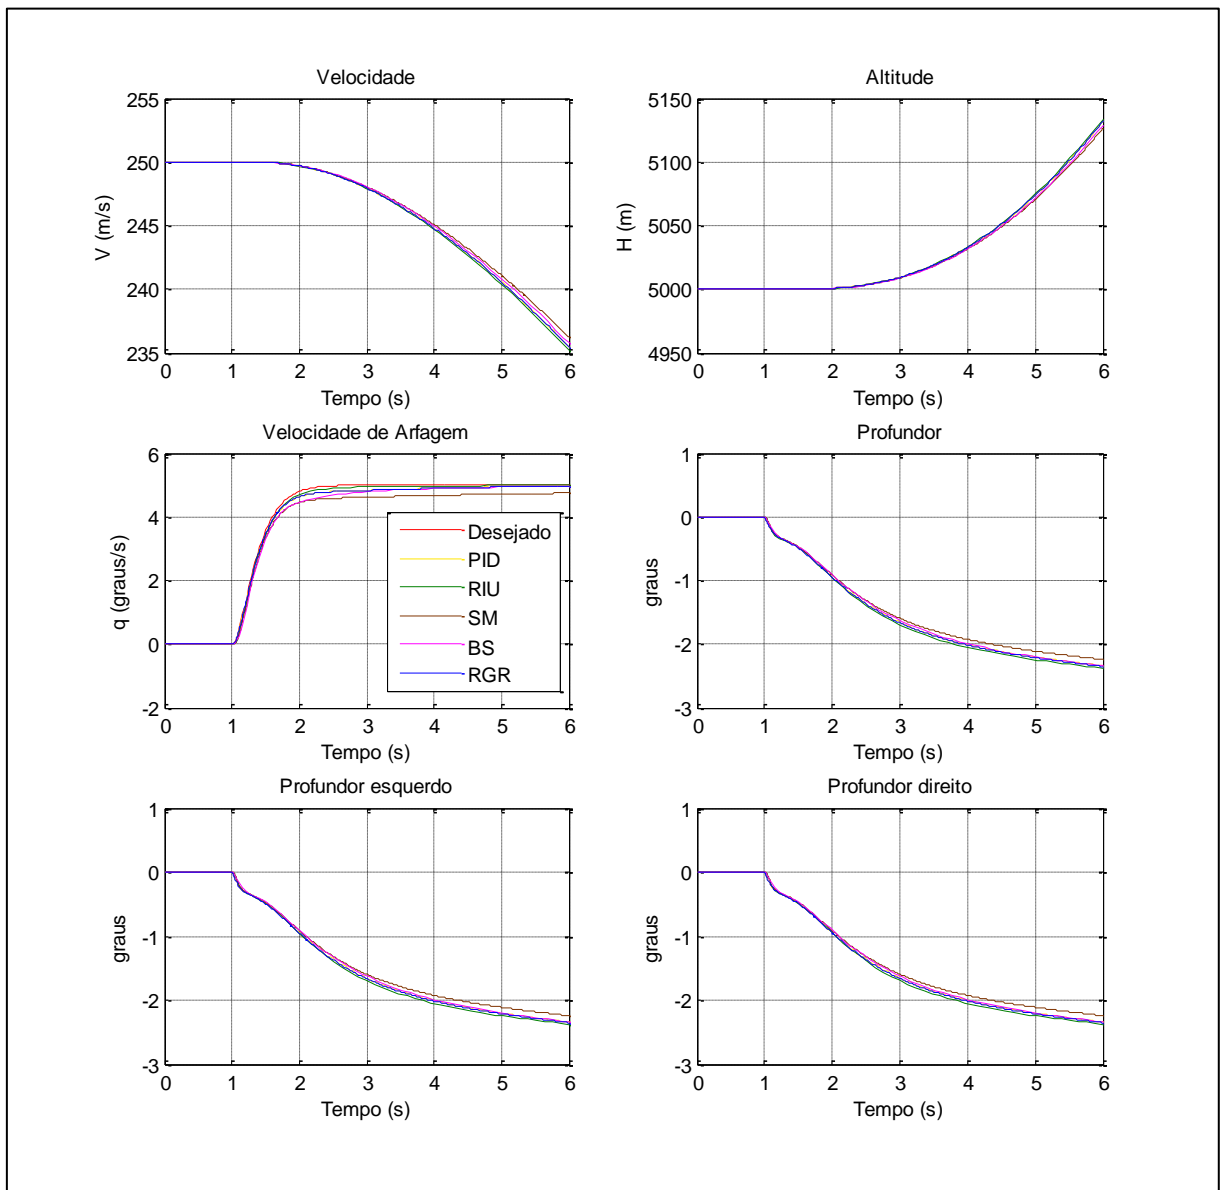 Velocidade
255
250
245
240
235
V (m/s)
0 1 2 3 4 5 6
Tempo (s)
Altitude
5150
5100
5050
5000
4950
H (m)
0 1 2 3 4 5 6
Tempo (s)
Velocidade de Arfagem
6
4
2
0
-2
q (graus/s)
Desejado
PID
RIU
SM
BS
RGR
0 1 2 3 4 5 6
Tempo (s)
Profundor
1
0
-1
-2
-3
graus
0 1 2 3 4 5 6
Tempo (s)
Profundor esquerdo
1
0
-1
-2
-3
graus
0 1 2 3 4 5 6
Tempo (s)
Profundor direito
1
0
-1
-2
-3
graus
0 1 2 3 4 5 6
Tempo (s)